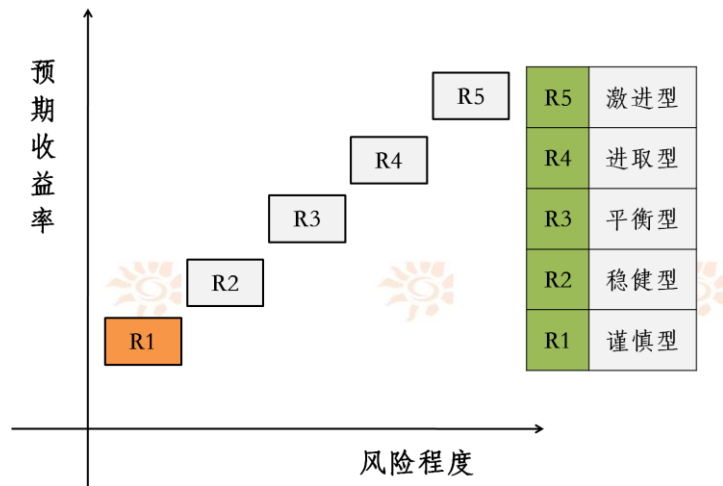 预期收益率
R5
R4
R3
R2
R1
风险程度
R5 激进型
R4 进取型
R3 平衡型
R2 稳健型
R1 谨慎型